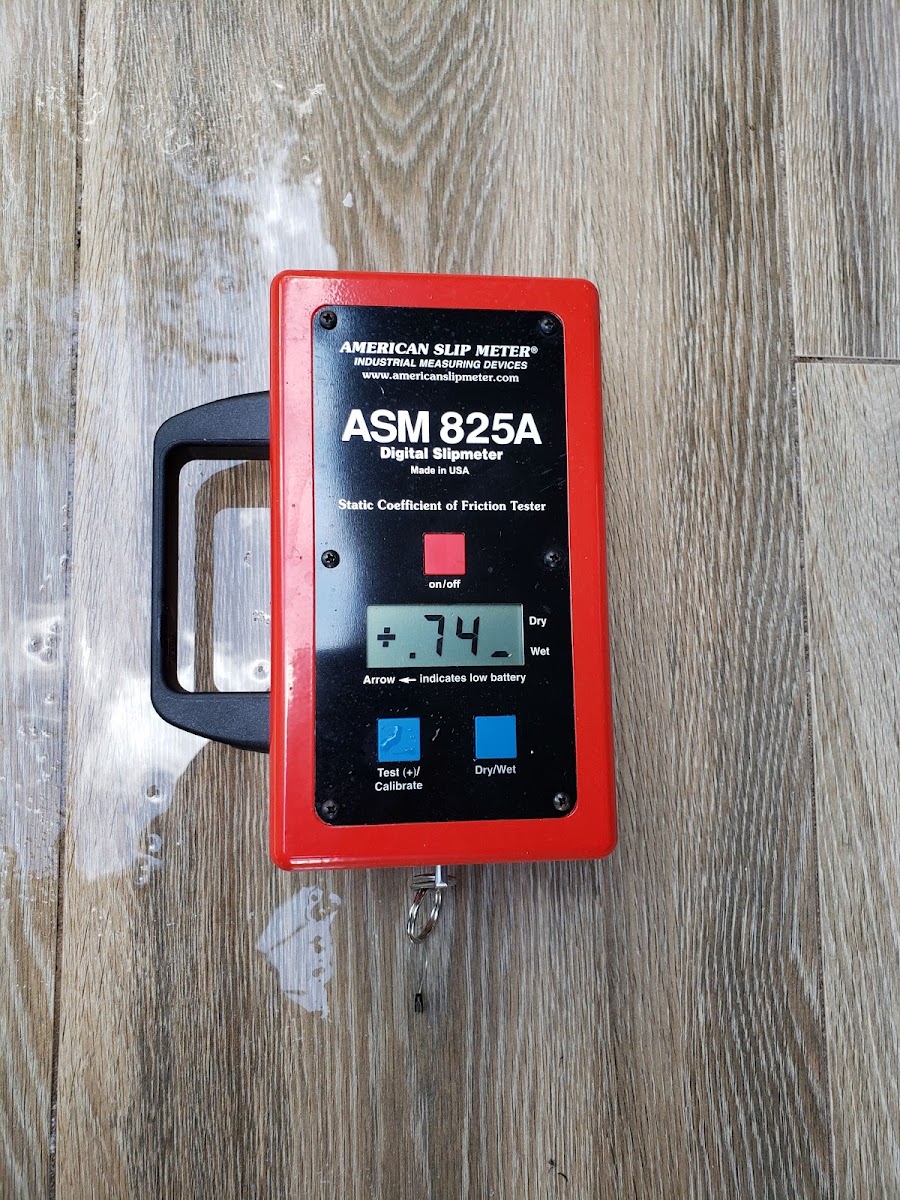 AMERICAN SLIP METER®
INDUSTRIAL MEASURING DEVICES
www.americanslipmeter.com
ASM 825A
Digital Slipmeter
Made in USA
Static Coefficient of Friction Tester
on/off
+.74_
Dry
Wet
Arrow ← indicates low battery
Test (+)/
Calibrate
Dry/Wet